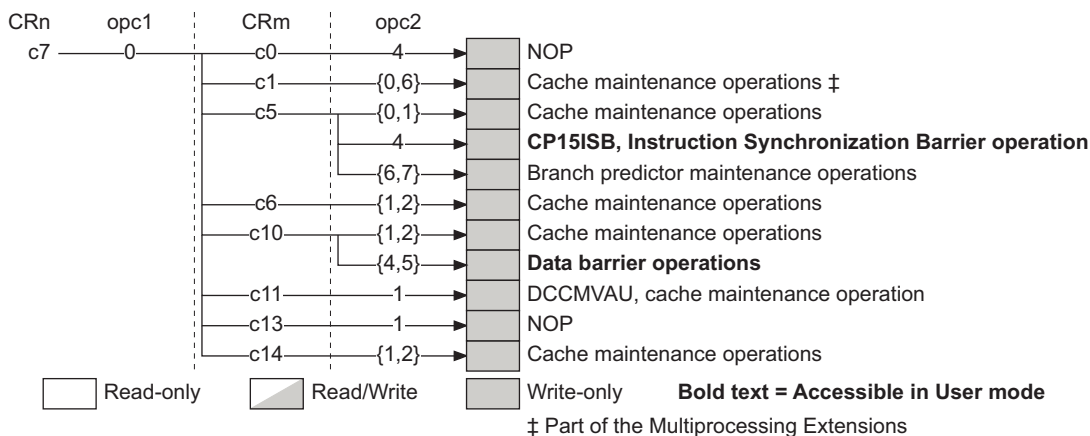 CRn opc1 CRm opc2
c7 0 c0 4 NOP
c1 {0,6} Cache maintenance operations ‡
c5 {0,1} Cache maintenance operations
4 CP15ISB, Instruction Synchronization Barrier operation
{6,7} Branch predictor maintenance operations
c6 {1,2} Cache maintenance operations
c10 {1,2} Cache maintenance operations
{4,5} Data barrier operations
c11 1 DCCMVAU, cache maintenance operation
c13 1 NOP
c14 {1,2} Cache maintenance operations
Read-only Read/Write Write-only Bold text = Accessible in User mode
‡ Part of the Multiprocessing Extensions